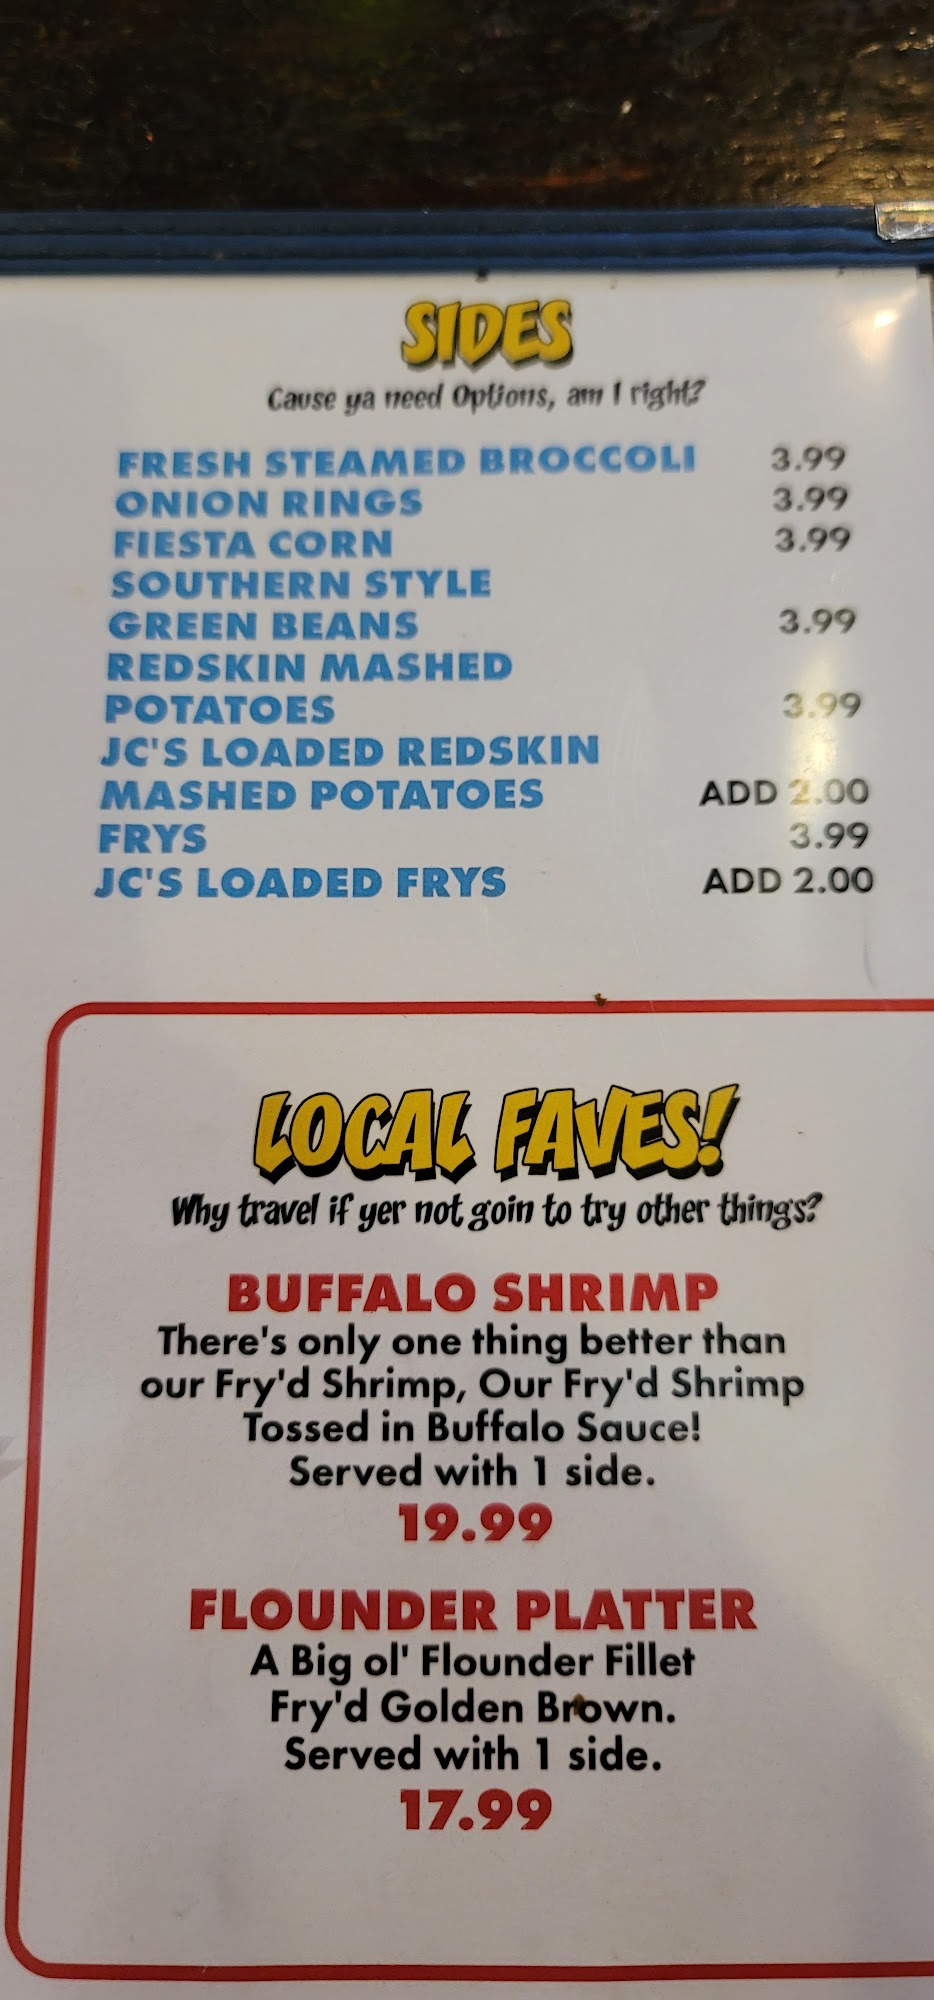 SIDES
Cause ya need Options, am I right?
FRESH STEAMED BROCCOLI 3.99
ONION RINGS 3.99
FIESTA CORN 3.99
SOUTHERN STYLE
GREEN BEANS 3.99
REDSKIN MASHED
POTATOES 3.99
JC'S LOADED REDSKIN
MASHED POTATOES ADD 2.00
FRYS 3.99
JC'S LOADED FRYS ADD 2.00
LOCAL FAVES!
Why travel if yer not goin to try other things?
BUFFALO SHRIMP
There's only one thing better than
our Fry'd Shrimp, Our Fry'd Shrimp
Tossed in Buffalo Sauce!
Served with 1 side.
19.99
FLOUNDER PLATTER
A Big ol' Flounder Fillet
Fry'd Golden Brown.
Served with 1 side.
17.99